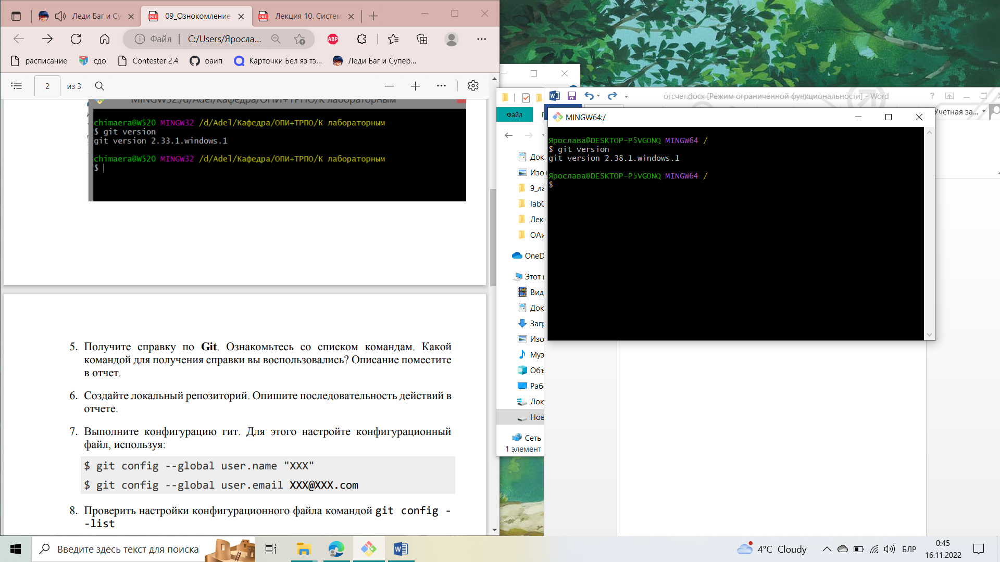 Леди Баг и Су
09_Ознокомление
Лекция 10. Систем
Файл
C:/Users/Яросла...
ABP
расписание
сдо
Contester 2.4
оаип
Карточки Бел яз тэ...
Леди Баг и Супер...
2
из 3
MINGW32:/d/Adel/Кафедра/ОПИ+ТРПО/К лабораторным
chimaera@W520 MINGW32 /d/Adel/Кафедра/ОПИ+ТРПО/К лабораторным
$ git version
git version 2.33.1.windows.1
chimaera@W520 MINGW32 /d/Adel/Кафедра/ОПИ+ТРПО/К лабораторным
$
5. Получите справку по Git. Ознакомьтесь со списком командам. Какой
командой для получения справки вы воспользовались? Описание поместите
в отчет.
6. Создайте локальный репозиторий. Опишите последовательность действий в
отчете.
7. Выполните конфигурацию гит. Для этого настройте конфигурационный
файл, используя:
$ git config --global user.name "XXX"
$ git config --global user.email XXX@XXX.com
8. Проверить настройки конфигурационного файла командой git config -
-list
Файл
Док
Изо
9_ла
lab0
Лек
ОАи
OneD
Этот
Вид
Док
Загр
Изо
Муз
Объ
Рабо
Лок
Нов
Сеть
1 элемент
отсчёт.docx [Режим ограниченной функциональности] - Word
?
Учетная за...
MINGW64:/
Ярослава@DESKTOP-P5VGONQ MINGW64 /
$ git version
git version 2.38.1.windows.1
Ярослава@DESKTOP-P5VGONQ MINGW64 /
$
Введите здесь текст для поиска
4°C Cloudy
БЛР
0:45
16.11.2022